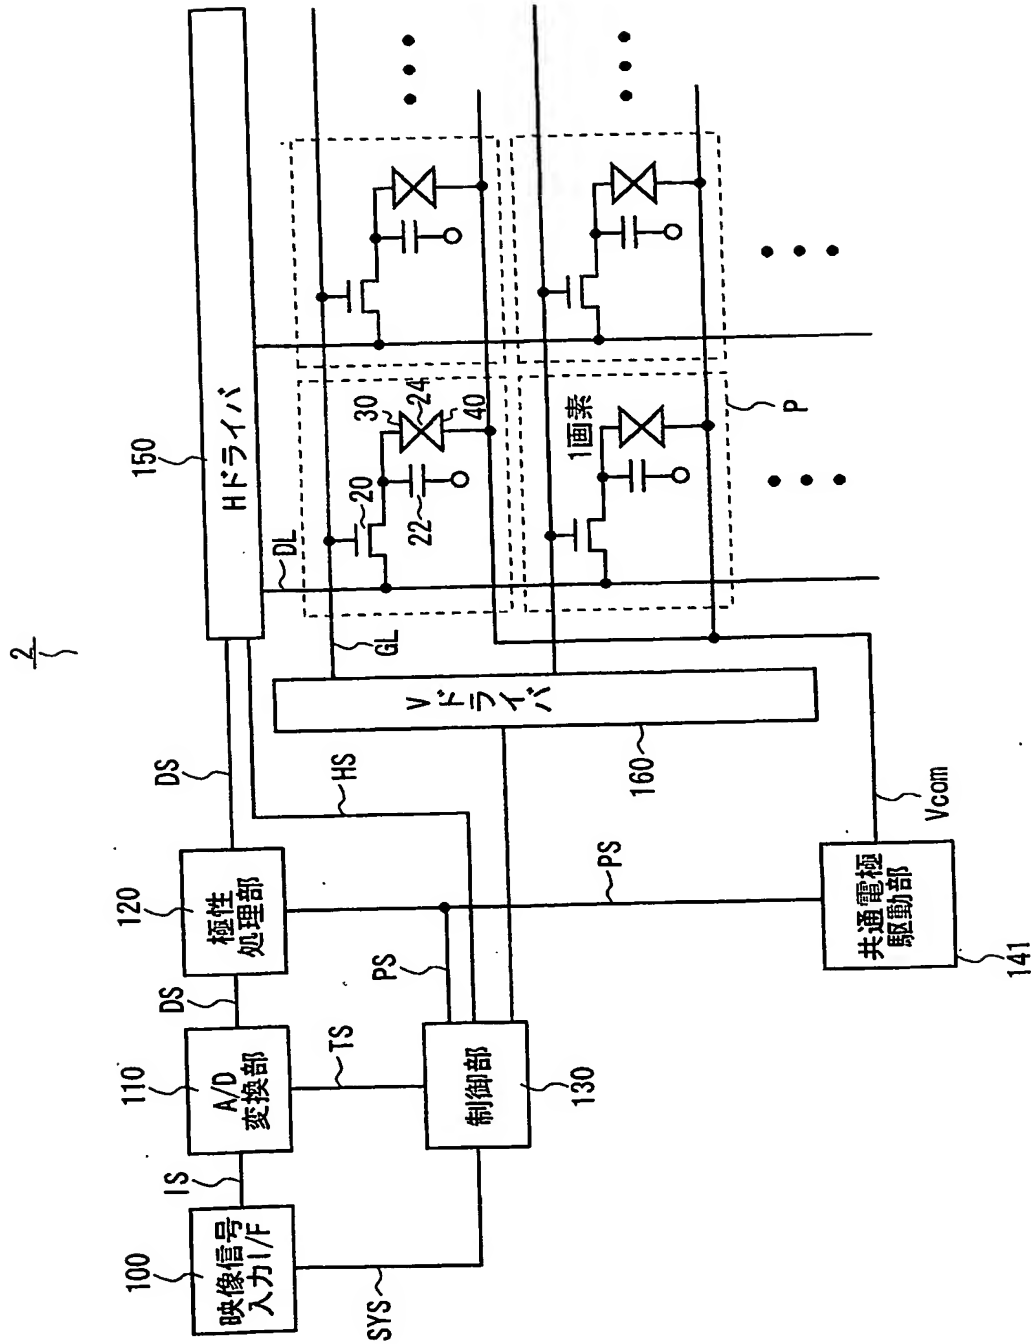 2
100
映像信号
入力I/F
IS
SYS
110
A/D
変換部
DS
TS
120
極性
処理部
DS
PS
HS
制御部
130
PS
150
Hドライバ
DL
GL
Vドライバ
160
20
22
30
24
40
1画素
P
共通電極
駆動部
141
Vcom